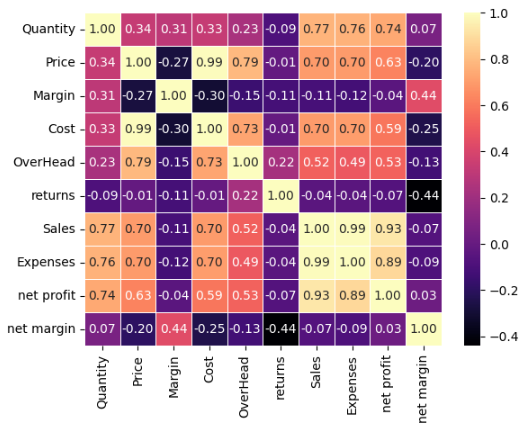 Quantity 1.00 0.34 0.31 0.33 0.23 -0.09 0.77 0.76 0.74 0.07
Price 0.34 1.00 -0.27 0.99 0.79 -0.01 0.70 0.70 0.63 -0.20
Margin 0.31 -0.27 1.00 -0.30 -0.15 -0.11 -0.11 -0.12 -0.04 0.44
Cost 0.33 0.99 -0.30 1.00 0.73 -0.01 0.70 0.70 0.59 -0.25
OverHead 0.23 0.79 -0.15 0.73 1.00 0.22 0.52 0.49 0.53 -0.13
returns -0.09 -0.01 -0.11 -0.01 0.22 1.00 -0.04 -0.04 -0.07 -0.44
Sales 0.77 0.70 -0.11 0.70 0.52 -0.04 1.00 0.99 0.93 -0.07
Expenses 0.76 0.70 -0.12 0.70 0.49 -0.04 0.99 1.00 0.89 -0.09
net profit 0.74 0.63 -0.04 0.59 0.53 -0.07 0.93 0.89 1.00 0.03
net margin 0.07 -0.20 0.44 -0.25 -0.13 -0.44 -0.07 -0.09 0.03 1.00
Quantity Price Margin Cost OverHead returns Sales Expenses net profit net margin
1.0
0.8
0.6
0.4
0.2
0.0
−0.2
−0.4